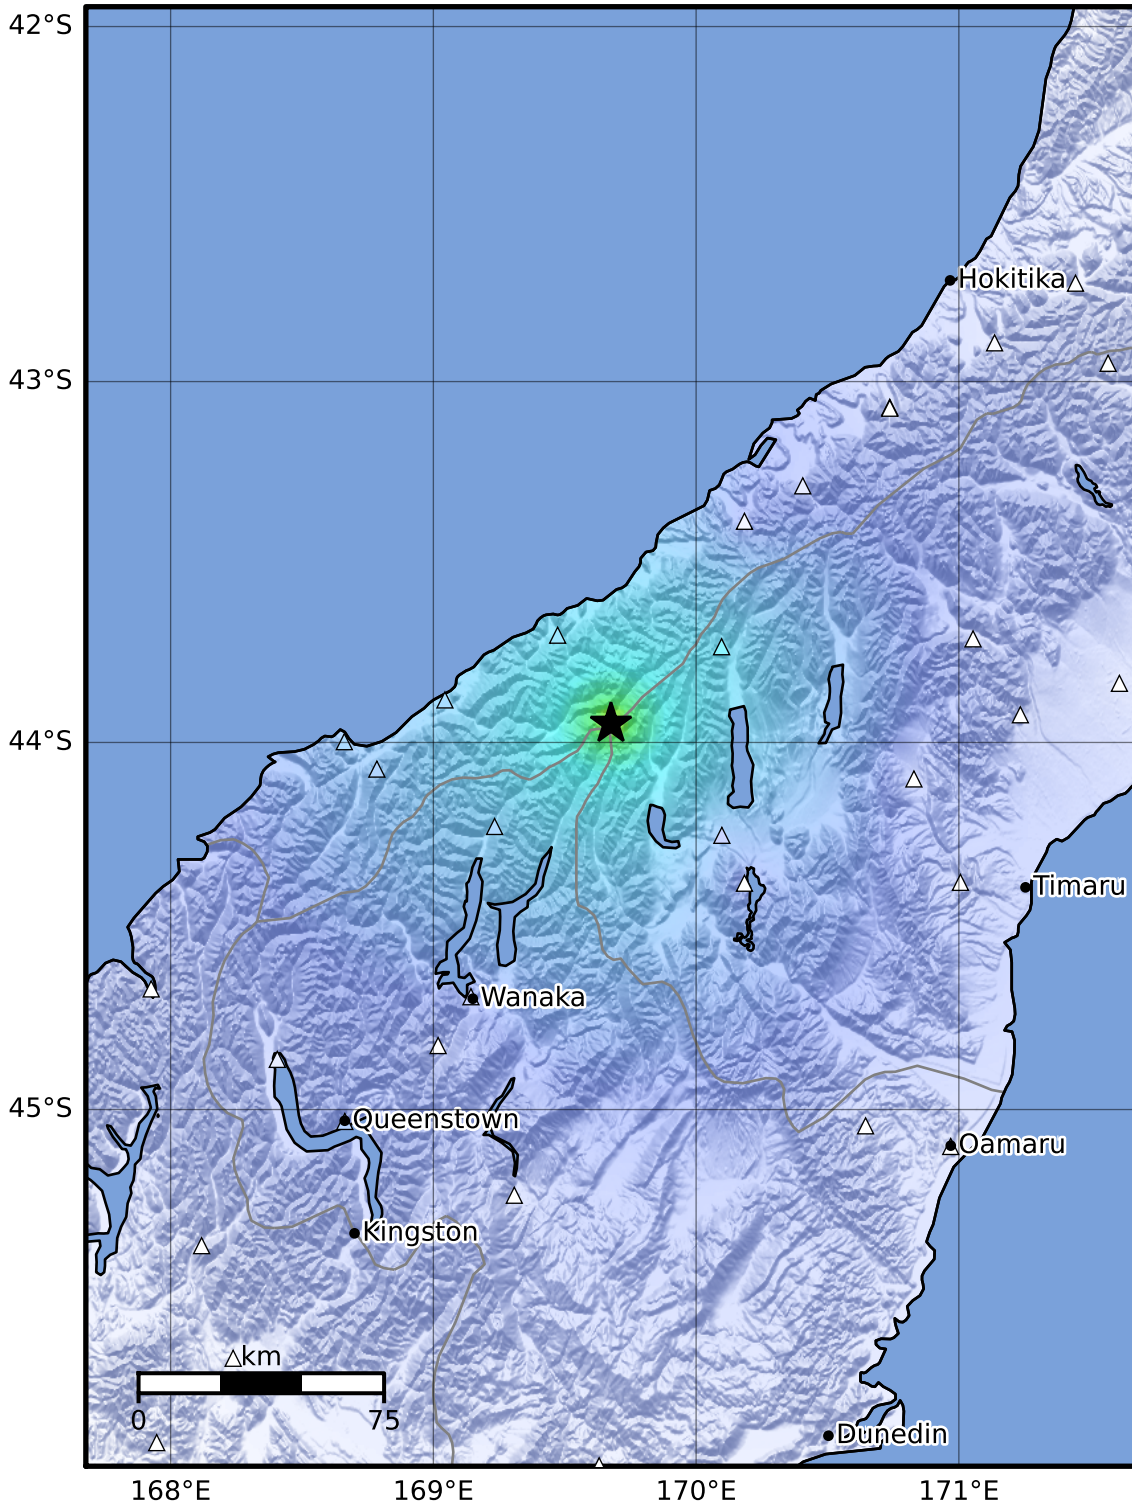 42°S
Hokitika
43°S
44°S
Timaru
Wanaka
45°S
Queenstown
Oamaru
Kingston
km
0 75
Dunedin
168°E 169°E 170°E 171°E